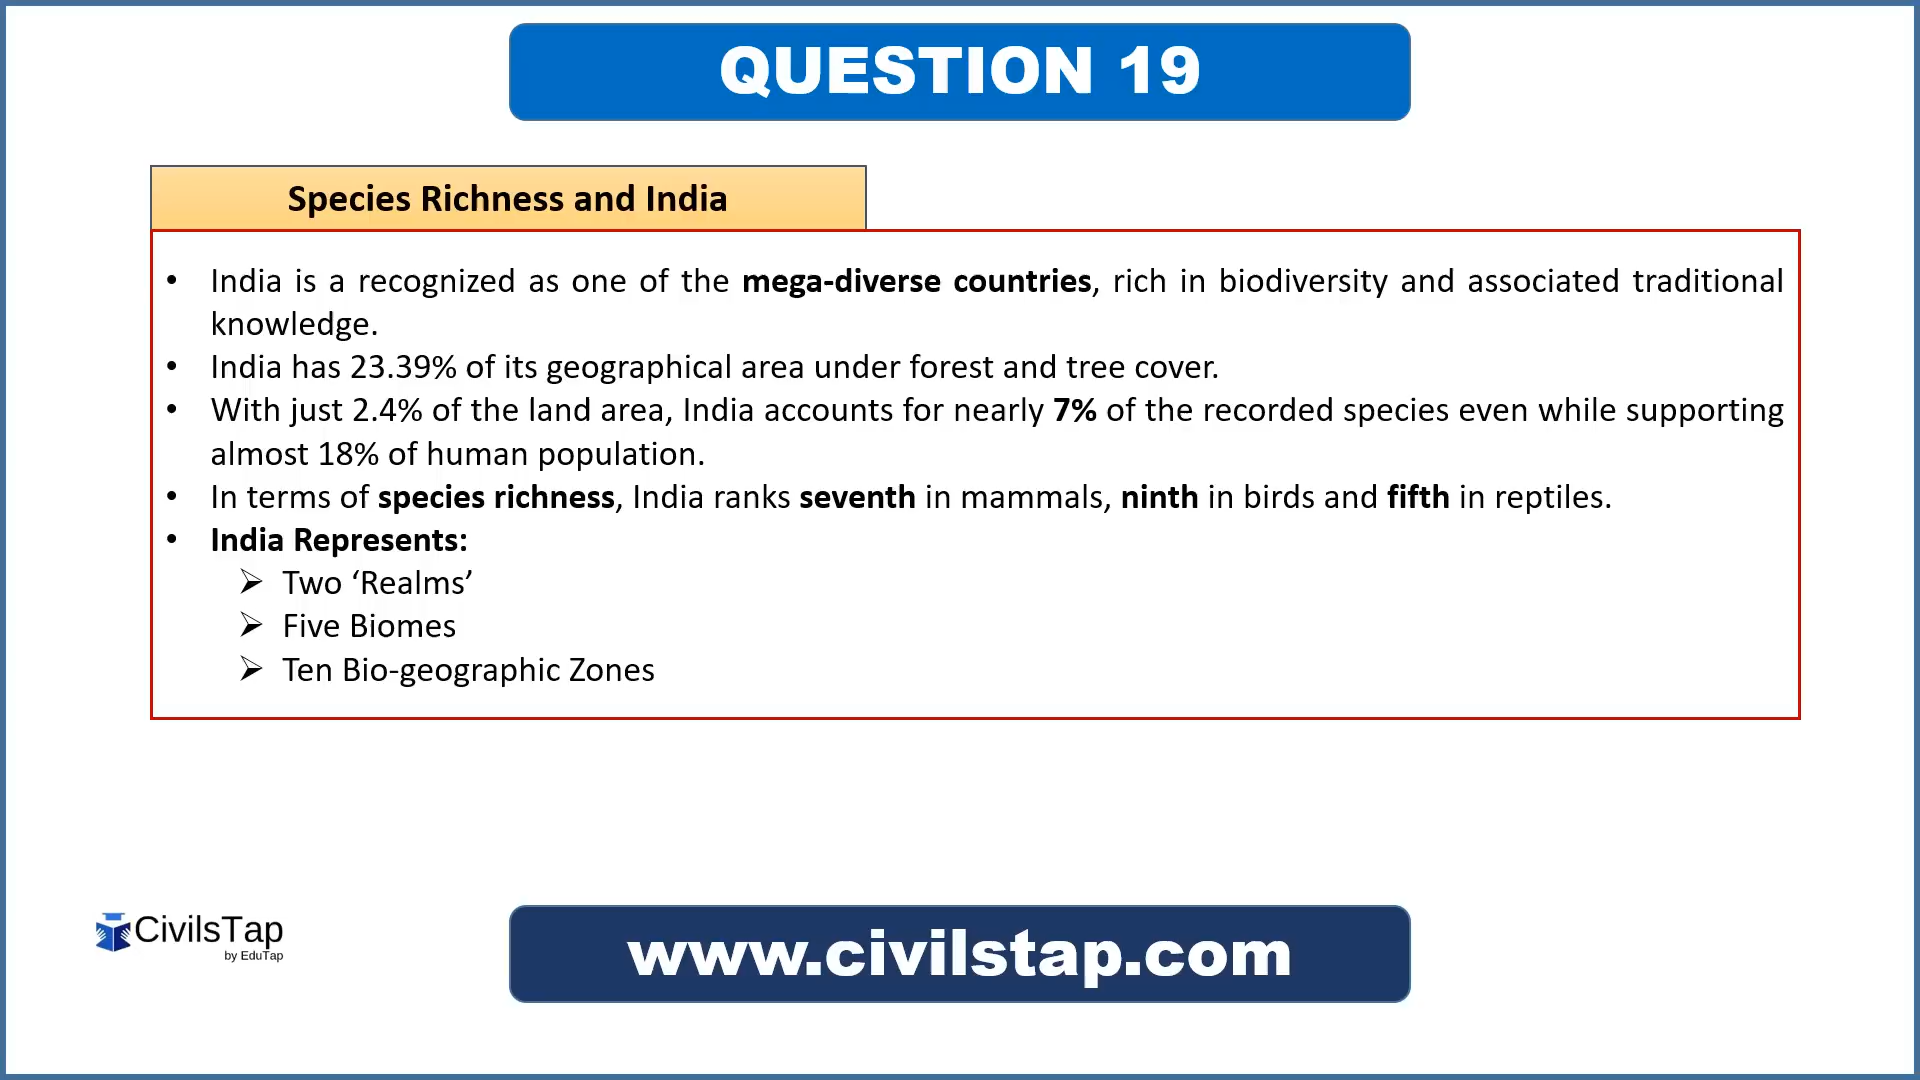 QUESTION 19
Species Richness and India
• India is a recognized as one of the mega-diverse countries, rich in biodiversity and associated traditional
knowledge.
• India has 23.39% of its geographical area under forest and tree cover.
• With just 2.4% of the land area, India accounts for nearly 7% of the recorded species even while supporting
almost 18% of human population.
• In terms of species richness, India ranks seventh in mammals, ninth in birds and fifth in reptiles.
• India Represents:
➢ Two ‘Realms’
➢ Five Biomes
➢ Ten Bio-geographic Zones
CivilsTap
by EduTap
www.civilstap.com